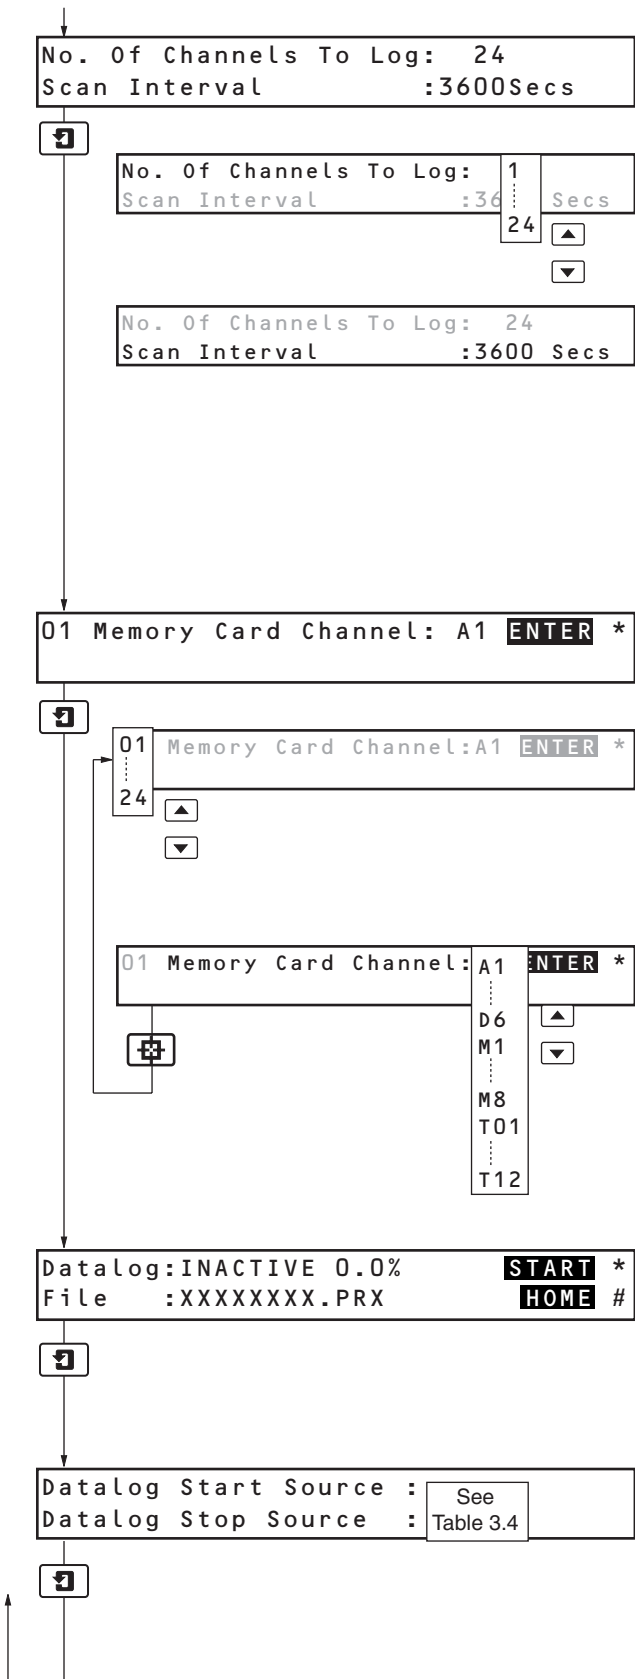 No. Of Channels To Log: 24
Scan Interval :3600Secs
No. Of Channels To Log: 1
Scan Interval :36 Secs
24
No. Of Channels To Log: 24
Scan Interval :3600 Secs
01 Memory Card Channel: A1 ENTER *
01 Memory Card Channel:A1 ENTER *
24
01 Memory Card Channel: A1 ENTER *
D6
M1
M8
T01
T12
Datalog:INACTIVE 0.0% START *
File :XXXXXXXX.PRX HOME #
Datalog Start Source : See
Datalog Stop Source : Table 3.4